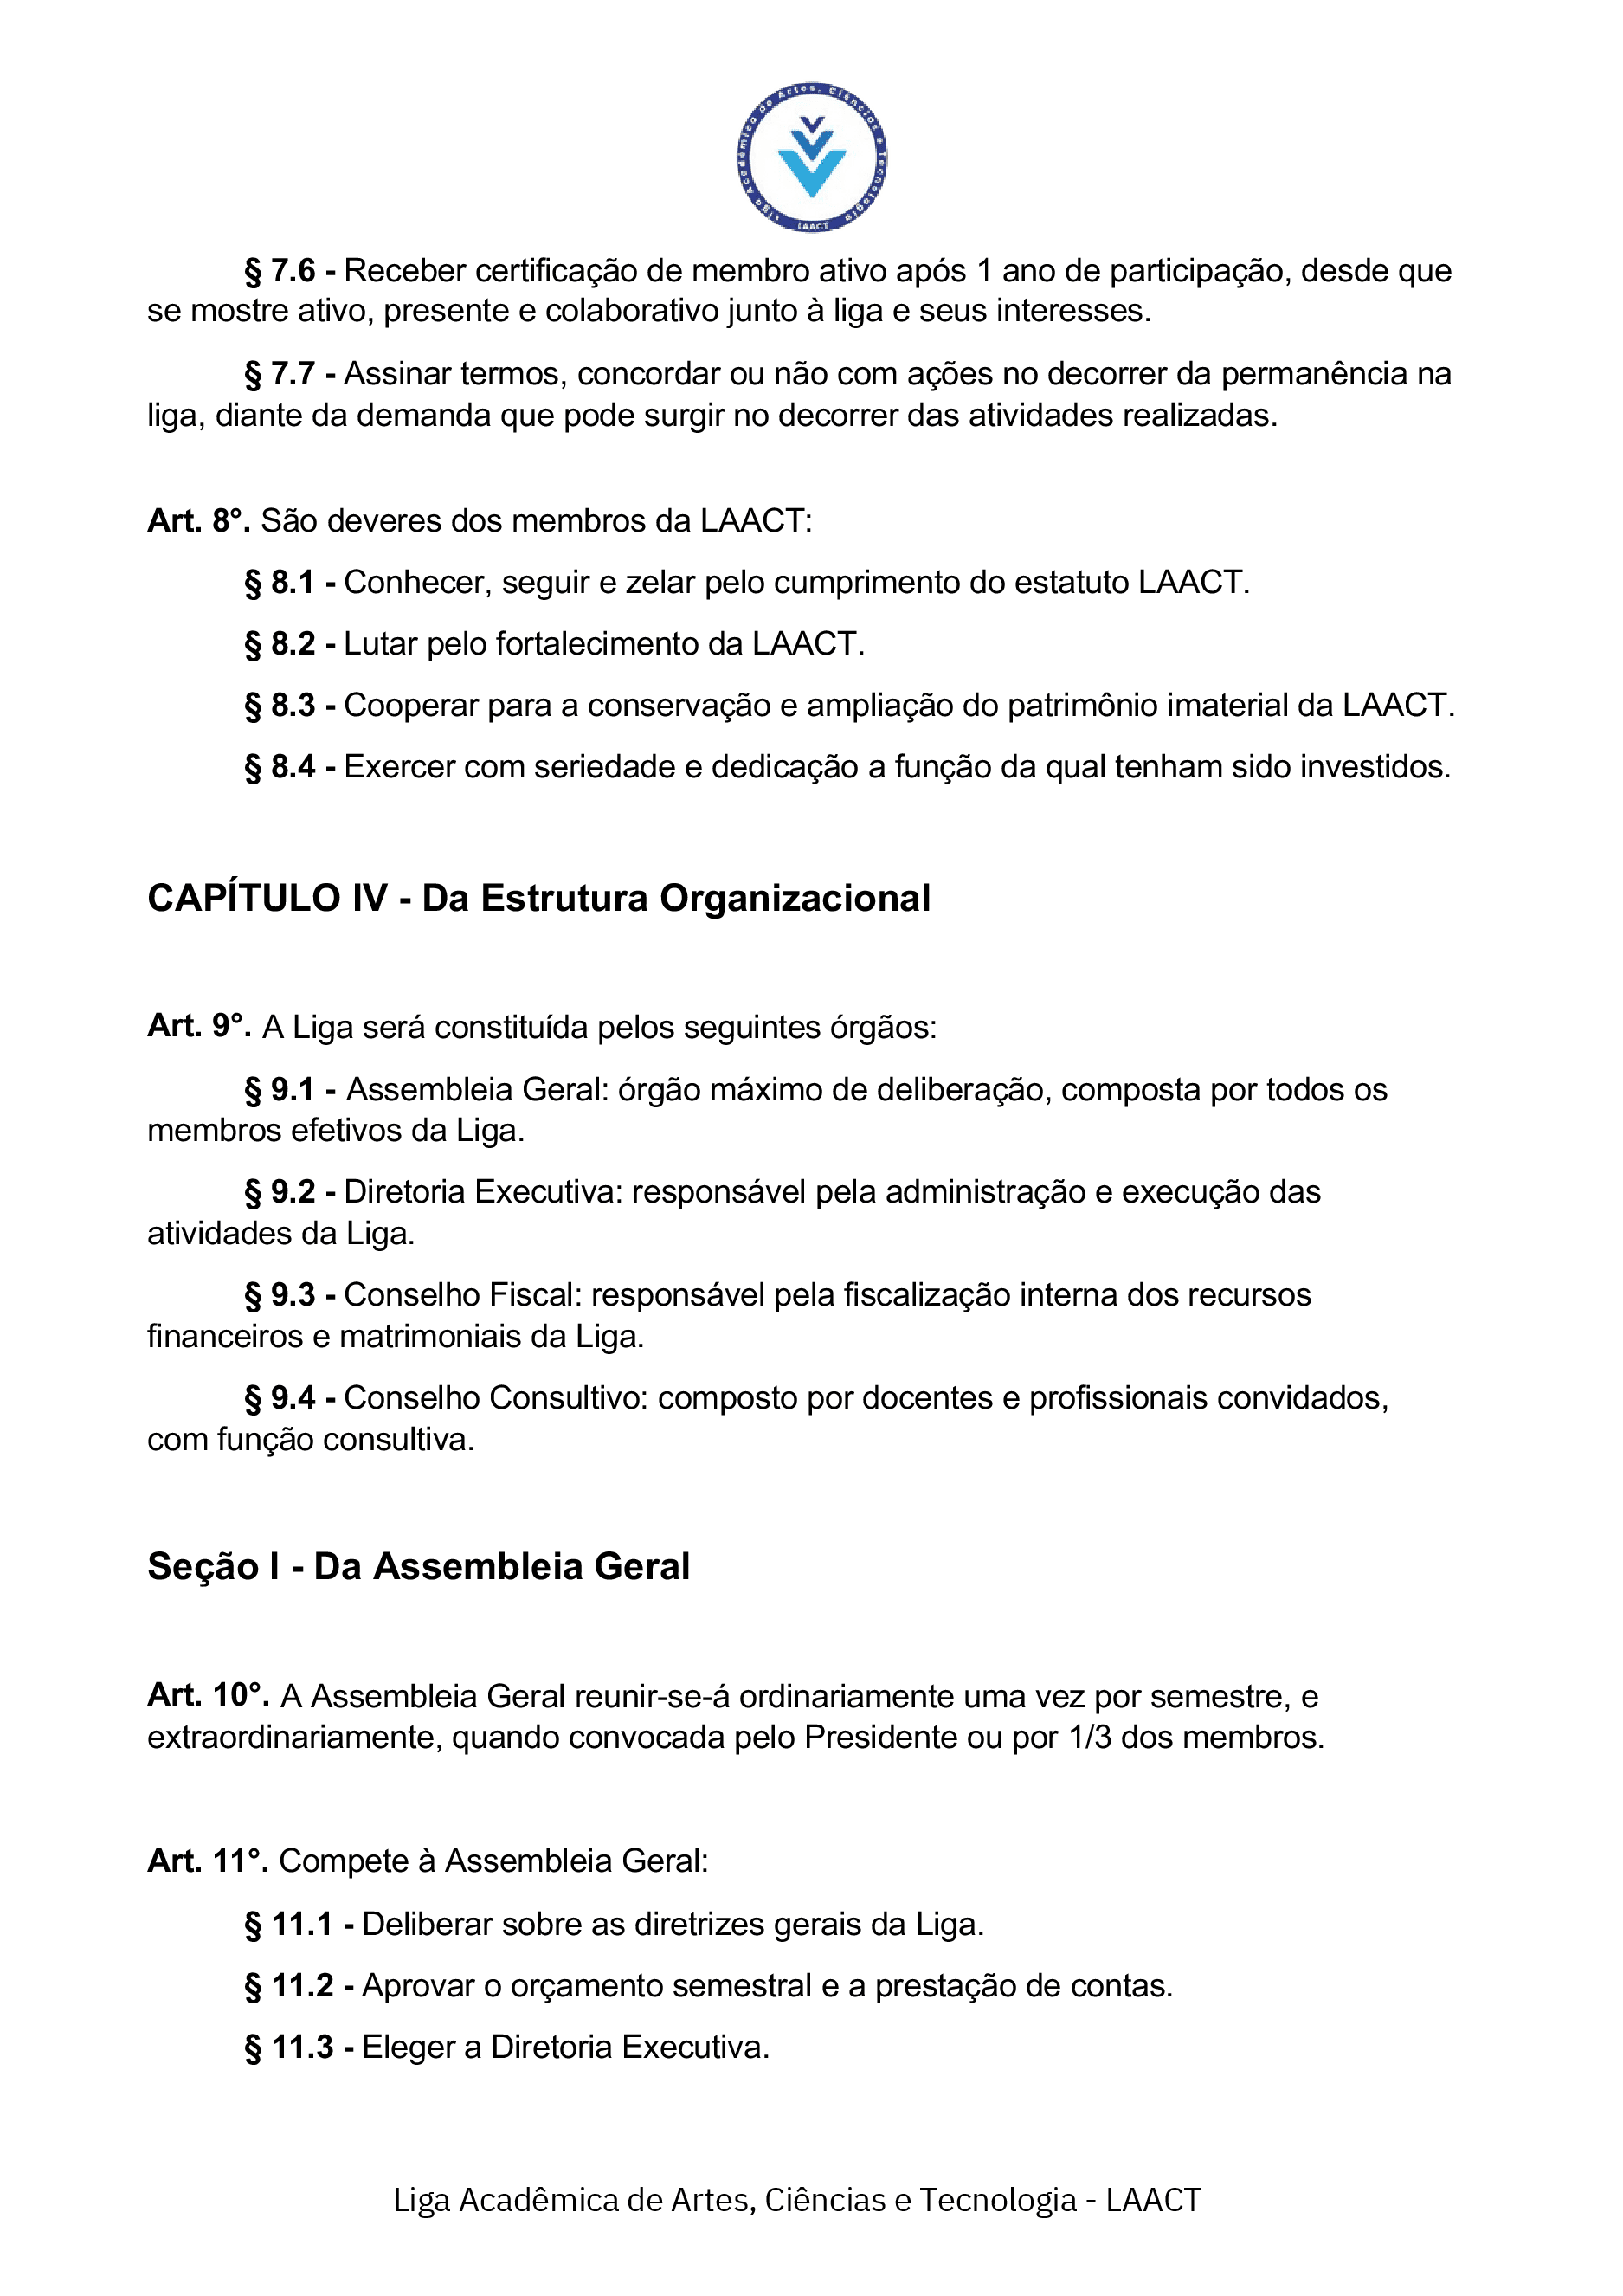 Liga Acadêmica de Artes, Ciências e Tecnologia
LAACT
§ 7.6 - Receber certificação de membro ativo após 1 ano de participação, desde que
se mostre ativo, presente e colaborativo junto à liga e seus interesses.
§ 7.7 - Assinar termos, concordar ou não com ações no decorrer da permanência na
liga, diante da demanda que pode surgir no decorrer das atividades realizadas.
Art. 8°. São deveres dos membros da LAACT:
§ 8.1 - Conhecer, seguir e zelar pelo cumprimento do estatuto LAACT.
§ 8.2 - Lutar pelo fortalecimento da LAACT.
§ 8.3 - Cooperar para a conservação e ampliação do patrimônio imaterial da LAACT.
§ 8.4 - Exercer com seriedade e dedicação a função da qual tenham sido investidos.
CAPÍTULO IV - Da Estrutura Organizacional
Art. 9°. A Liga será constituída pelos seguintes órgãos:
§ 9.1 - Assembleia Geral: órgão máximo de deliberação, composta por todos os
membros efetivos da Liga.
§ 9.2 - Diretoria Executiva: responsável pela administração e execução das
atividades da Liga.
§ 9.3 - Conselho Fiscal: responsável pela fiscalização interna dos recursos
financeiros e matrimoniais da Liga.
§ 9.4 - Conselho Consultivo: composto por docentes e profissionais convidados,
com função consultiva.
Seção I - Da Assembleia Geral
Art. 10°. A Assembleia Geral reunir-se-á ordinariamente uma vez por semestre, e
extraordinariamente, quando convocada pelo Presidente ou por 1/3 dos membros.
Art. 11°. Compete à Assembleia Geral:
§ 11.1 - Deliberar sobre as diretrizes gerais da Liga.
§ 11.2 - Aprovar o orçamento semestral e a prestação de contas.
§ 11.3 - Eleger a Diretoria Executiva.
Liga Acadêmica de Artes, Ciências e Tecnologia - LAACT